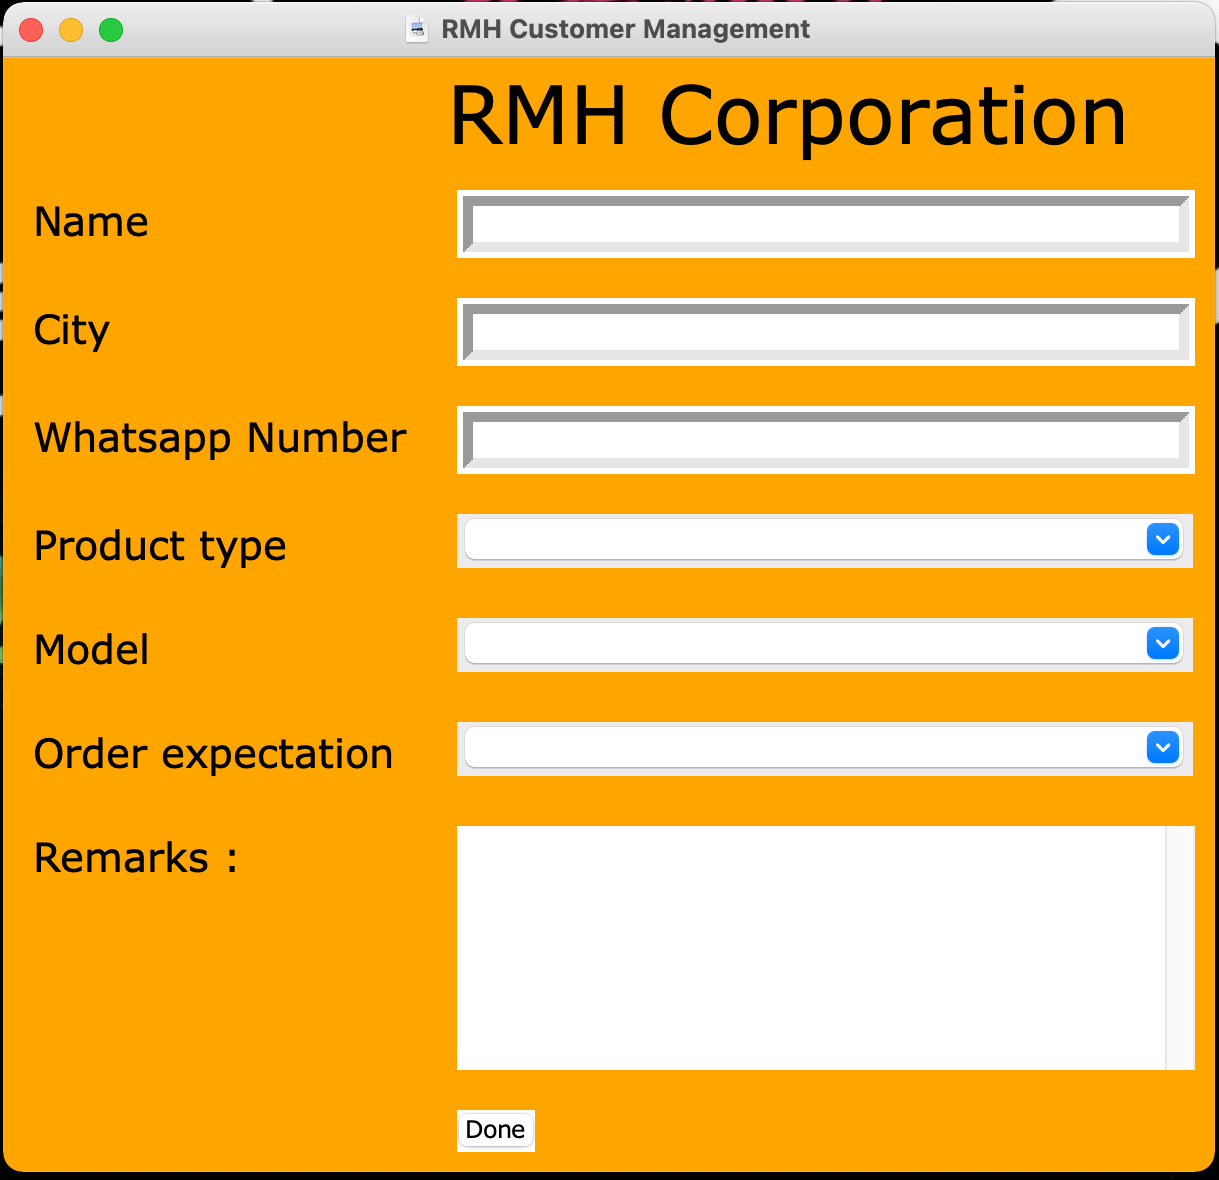 RMH Customer Management
RMH Corporation
Name
City
Whatsapp Number
Product type
Model
Order expectation
Remarks :
Done